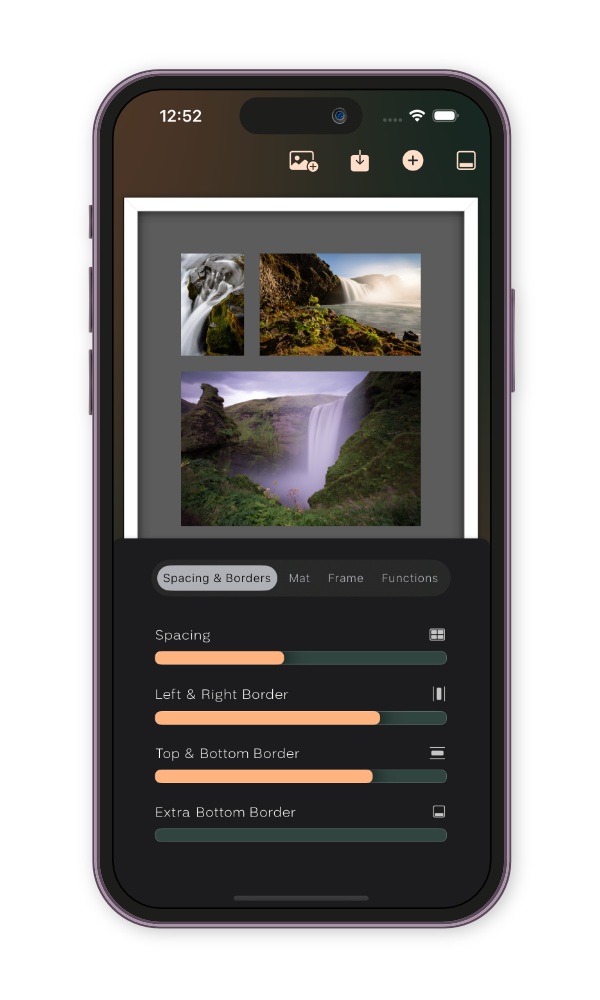 12:52
Spacing & Borders Mat Frame Functions
Spacing
Left & Right Border
Top & Bottom Border
Extra Bottom Border